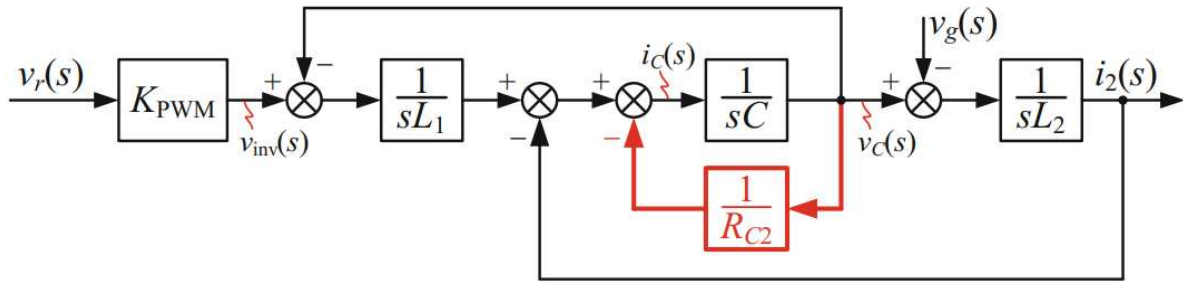 v_r(s)
K_PWM
+
−
v_inv(s)
1
sL_1
+
−
+
−
i_C(s)
1
sC
1
R_C2
+
−
v_g(s)
v_C(s)
1
sL_2
i_2(s)